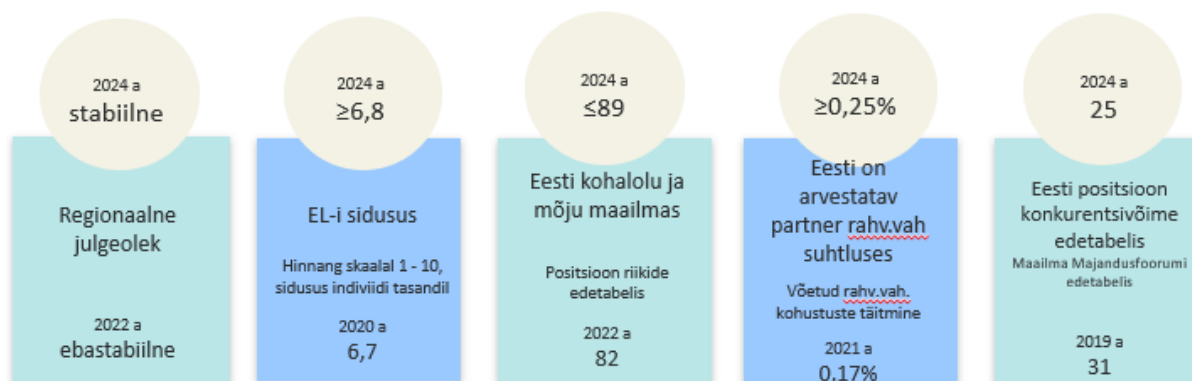 2024 a
stabiilne
Regionaalne
julgeolek
2022 a
ebastabiilne
2024 a
≥6,8
EL-i sidusus
Hinnang skaalal 1 - 10,
sidusus indiviidi tasandil
2020 a
6,7
2024 a
≤89
Eesti kohalolu ja
mõju maailmas
Positsioon riikide
edetabelis
2022 a
82
2024 a
≥0,25%
Eesti on
arvestatav
partner rahv.vah
suhtluses
Võetud rahv.vah.
kohustuste täitmine
2021 a
0,17%
2024 a
25
Eesti positsioon
konkurentsivõime
edetabelis
Maailma Majandusfoorumi
edetabelis
2019 a
31